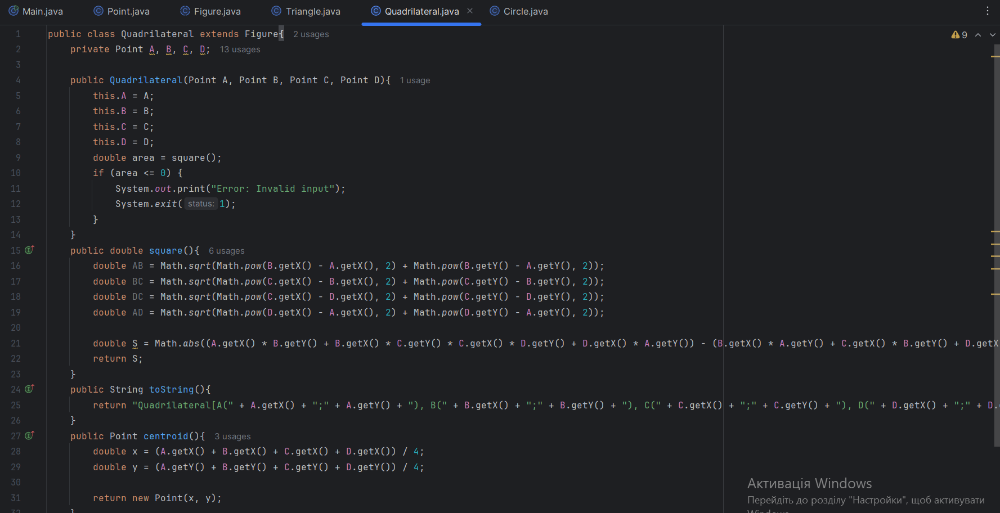 Main.java Point.java Figure.java Triangle.java Quadrilateral.java Circle.java
1 public class Quadrilateral extends Figure{ 2 usages 9
2 private Point A, B, C, D; 13 usages
3
4 public Quadrilateral(Point A, Point B, Point C, Point D){ 1 usage
5 this.A = A;
6 this.B = B;
7 this.C = C;
8 this.D = D;
9 double area = square();
10 if (area <= 0) {
11 System.out.print("Error: Invalid input");
12 System.exit( status: 1);
13 }
14 }
15 public double square(){ 6 usages
16 double AB = Math.sqrt(Math.pow(B.getX() - A.getX(), 2) + Math.pow(B.getY() - A.getY(), 2));
17 double BC = Math.sqrt(Math.pow(C.getX() - B.getX(), 2) + Math.pow(C.getY() - B.getY(), 2));
18 double DC = Math.sqrt(Math.pow(C.getX() - D.getX(), 2) + Math.pow(C.getY() - D.getY(), 2));
19 double AD = Math.sqrt(Math.pow(D.getX() - A.getX(), 2) + Math.pow(D.getY() - A.getY(), 2));
20
21 double S = Math.abs((A.getX() * B.getY() + B.getX() * C.getY() * C.getX() * D.getY() + D.getX() * A.getY()) - (B.getX() * A.getY() + C.getX() * B.getY() + D.getX
22 return S;
23 }
24 public String toString(){
25 return "Quadrilateral[A(" + A.getX() + ";" + A.getY() + "), B(" + B.getX() + ";" + B.getY() + "), C(" + C.getX() + ";" + C.getY() + "), D(" + D.getX() + ";" + D.
26 }
27 public Point centroid(){ 3 usages
28 double x = (A.getX() + B.getX() + C.getX() + D.getX()) / 4;
29 double y = (A.getY() + B.getY() + C.getY() + D.getY()) / 4;
30
31 return new Point(x, y);
32 }
Активація Windows
Перейдіть до розділу "Настройки", щоб активувати
Windows.